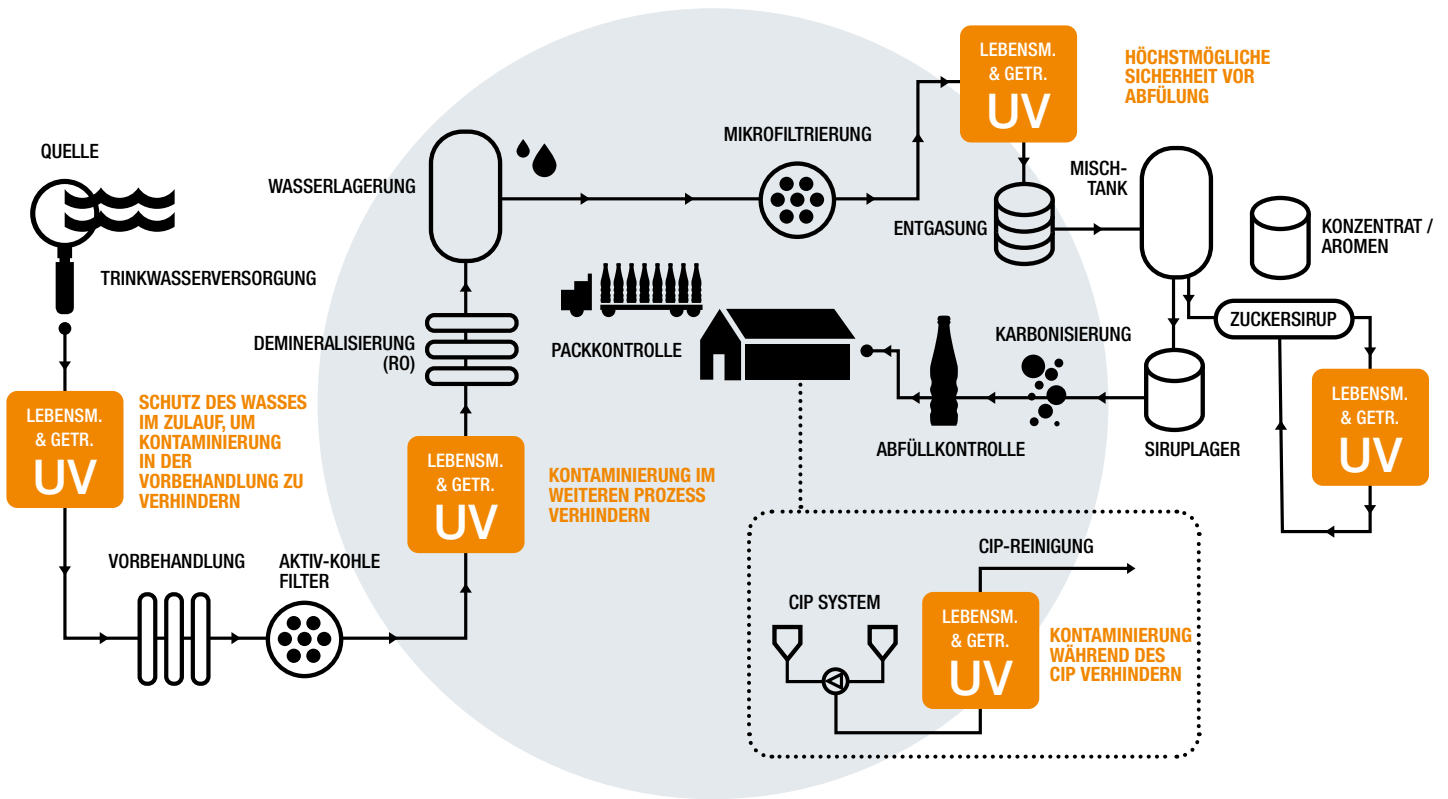 QUELLE
TRINKWASSERVERSORGUNG
LEBENSM.
& GETR.
UV
SCHUTZ DES WASSES
IM ZULAUF, UM
KONTAMINIERUNG
IN DER
VORBEHANDLUNG ZU
VERHINDERN
VORBEHANDLUNG
AKTIV-KOHLE
FILTER
LEBENSM.
& GETR.
UV
KONTAMINIERUNG IM
WEITEREN PROZESS
VERHINDERN
DEMINERALISIERUNG
(RO)
WASSERLAGERUNG
MIKROFILTRIERUNG
LEBENSM.
& GETR.
UV
HÖCHSTMÖGLICHE
SICHERHEIT VOR
ABFÜLUNG
ENTGASUNG
MISCH-
TANK
KONZENTRAT /
AROMEN
ZUCKERSIRUP
LEBENSM.
& GETR.
UV
SIRUPLAGER
KARBONISIERUNG
ABFÜLLKONTROLLE
PACKKONTROLLE
CIP-REINIGUNG
CIP SYSTEM
LEBENSM.
& GETR.
UV
KONTAMINIERUNG
WÄHREND DES
CIP VERHINDERN